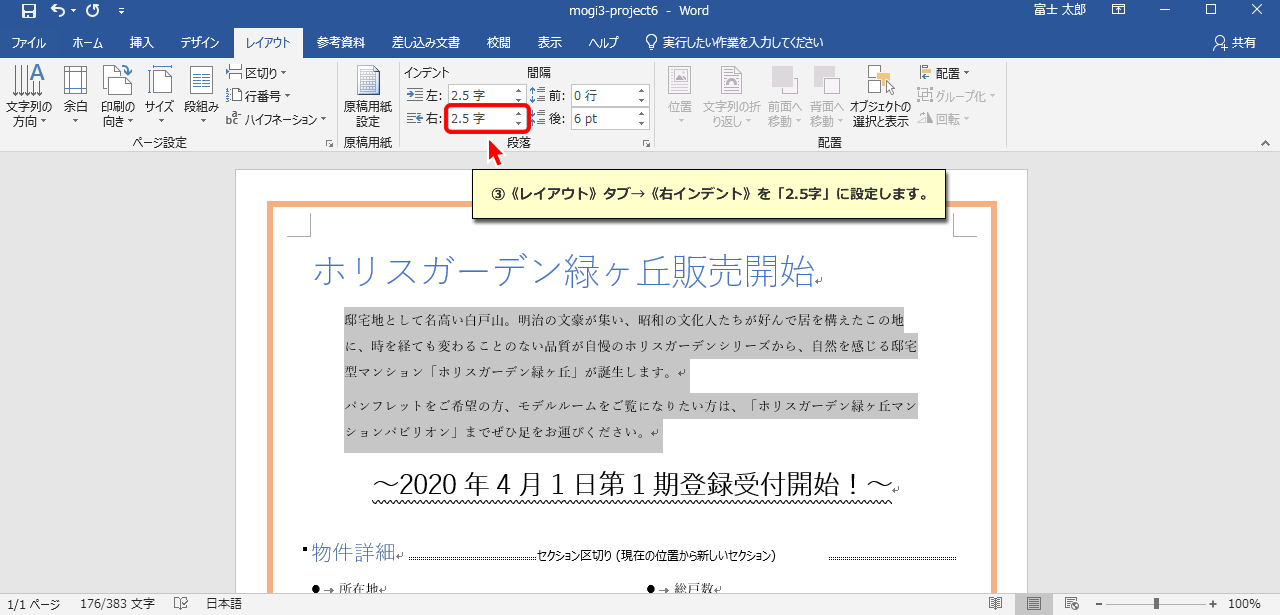 mogi3-project6 - Word
富士 太郎
ファイル ホーム 挿入 デザイン レイアウト 参考資料 差し込み文書 校閲 表示 ヘルプ 実行したい作業を入力してください 共有
文字列の方向
余白
印刷の向き
サイズ
段組み
区切り
行番号
ハイフネーション
ページ設定
原稿用紙設定
原稿用紙
インデント
左: 2.5 字
右: 2.5 字
間隔
前: 0 行
後: 6 pt
段落
位置
文字列の折り返し
前面へ移動
背面へ移動
オブジェクトの選択と表示
配置
グループ化
回転
配置
③《レイアウト》タブ→《右インデント》を「2.5字」に設定します。
ホリスガーデン緑ヶ丘販売開始
邸宅地として名高い白戸山。明治の文豪が集い、昭和の文化人たちが好んで居を構えたこの地
に、時を経ても変わることのない品質が自慢のホリスガーデンシリーズから、自然を感じる邸宅
型マンション「ホリスガーデン緑ヶ丘」が誕生します。
パンフレットをご希望の方、モデルルームをご覧になりたい方は、「ホリスガーデン緑ヶ丘マン
ションパビリオン」までぜひ足をお運びください。
～2020 年 4 月 1 日第 1 期登録受付開始！～
物件詳細 セクション区切り (現在の位置から新しいセクション)
● → 所在地 ● → 総戸数
1/1 ページ 176/383 文字 日本語 100%